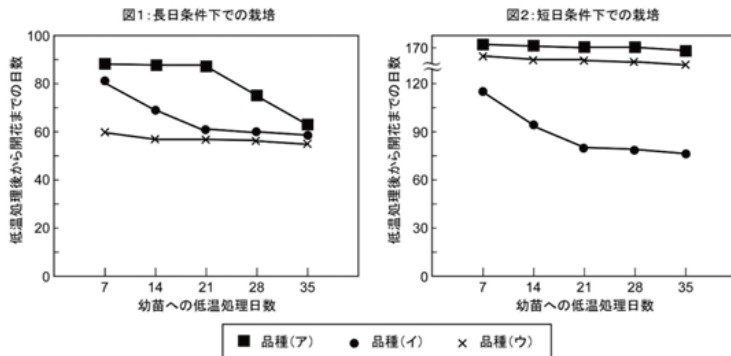 図1:長日条件下での栽培
低温処理後から開花までの日数
100
80
60
40
20
0
7 14 21 28 35
幼苗への低温処理日数
図2:短日条件下での栽培
低温処理後から開花までの日数
170
120
90
60
30
0
7 14 21 28 35
幼苗への低温処理日数
品種(ア) 品種(イ) 品種(ウ)